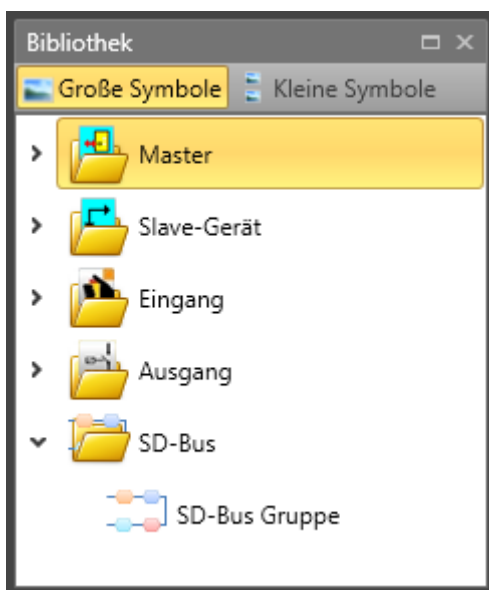 Bibliothek
Große Symbole Kleine Symbole
Master
Slave-Gerät
Eingang
Ausgang
SD-Bus
SD-Bus Gruppe